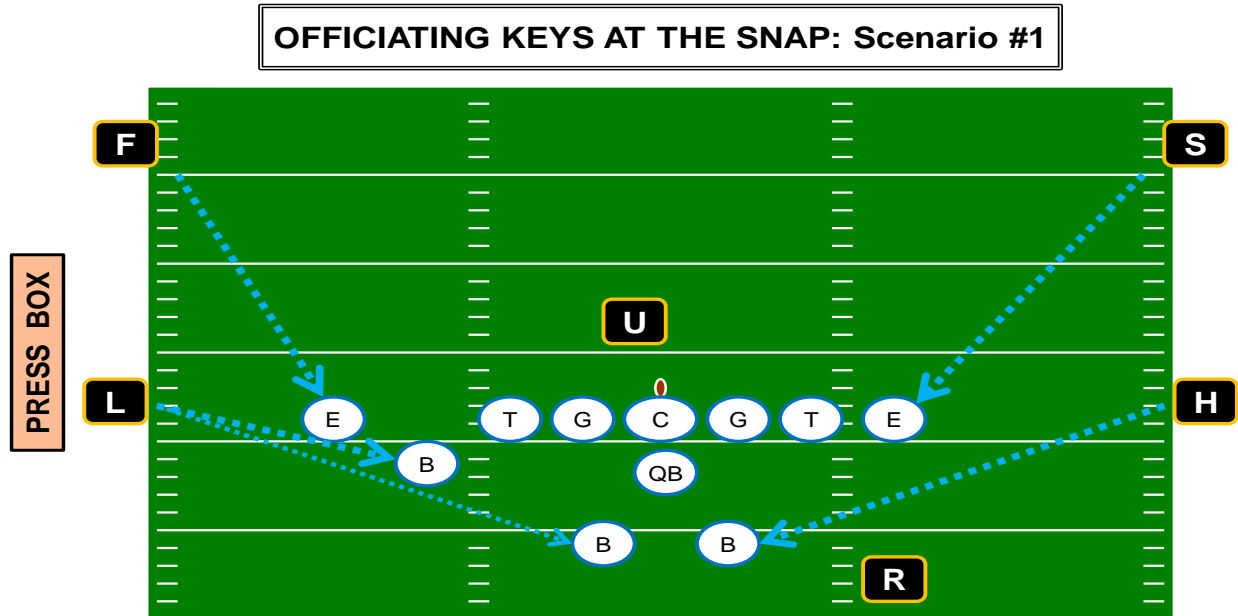 OFFICIATING KEYS AT THE SNAP: Scenario #1
F
S
PRESS BOX
U
L
H
E
T
G
C
G
T
E
B
QB
B
B
R